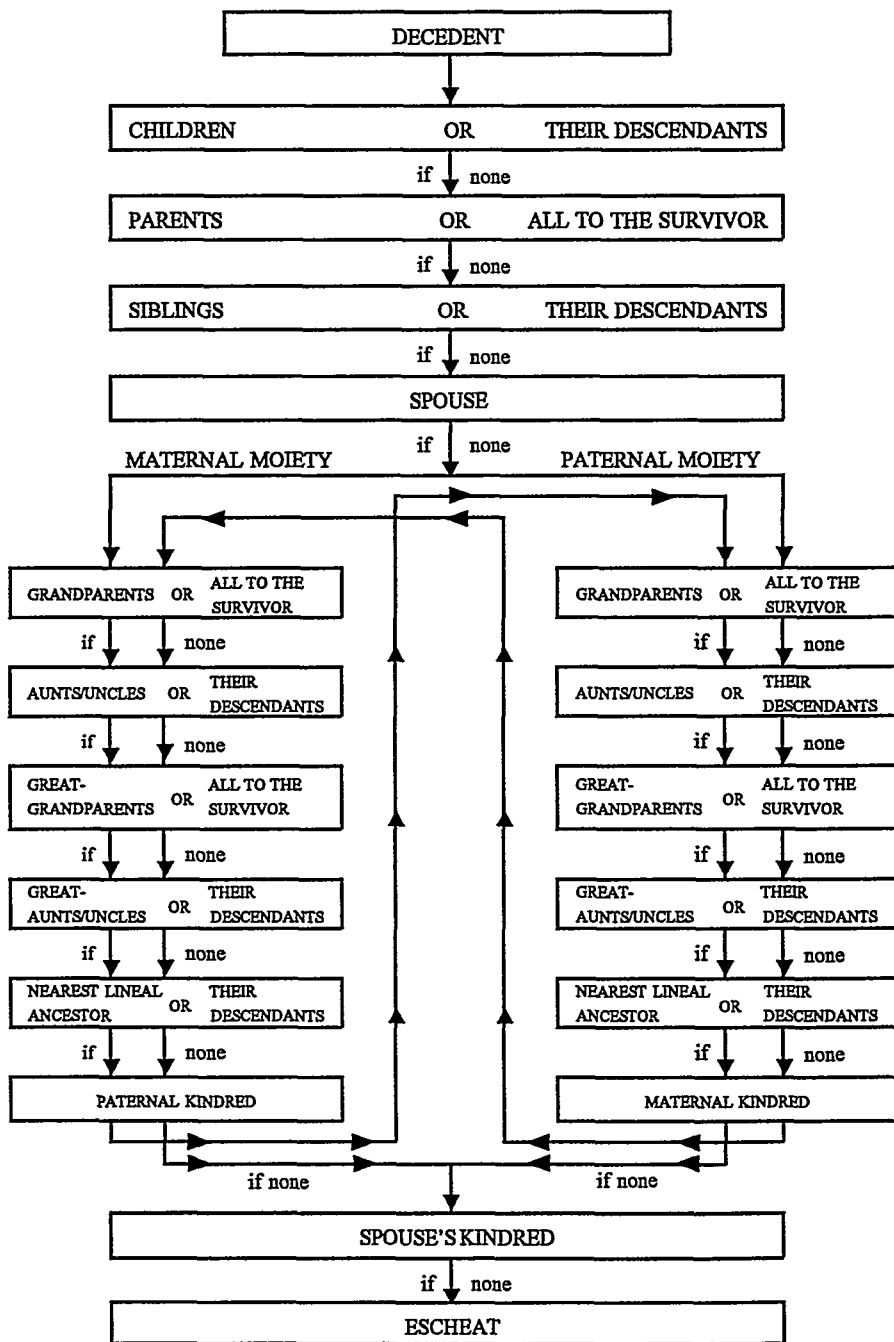 DECEDENT
CHILDREN OR THEIR DESCENDANTS
if none
PARENTS OR ALL TO THE SURVIVOR
if none
SIBLINGS OR THEIR DESCENDANTS
if none
SPOUSE
if none
MATERNAL MOIETY PATERNAL MOIETY
GRANDPARENTS OR ALL TO THE
SURVIVOR
if none
AUNTS/UNCLES OR THEIR
DESCENDANTS
if none
GREAT-
GRANDPARENTS OR ALL TO THE
SURVIVOR
if none
GREAT-
AUNTS/UNCLES OR THEIR
DESCENDANTS
if none
NEAREST LINEAL
ANCESTOR OR THEIR
DESCENDANTS
if none
PATERNAL KINDRED
if none
GRANDPARENTS OR ALL TO THE
SURVIVOR
if none
AUNTS/UNCLES OR THEIR
DESCENDANTS
if none
GREAT-
GRANDPARENTS OR ALL TO THE
SURVIVOR
if none
GREAT-
AUNTS/UNCLES OR THEIR
DESCENDANTS
if none
NEAREST LINEAL
ANCESTOR OR THEIR
DESCENDANTS
if none
MATERNAL KINDRED
if none
SPOUSE'S KINDRED
if none
ESCHEAT